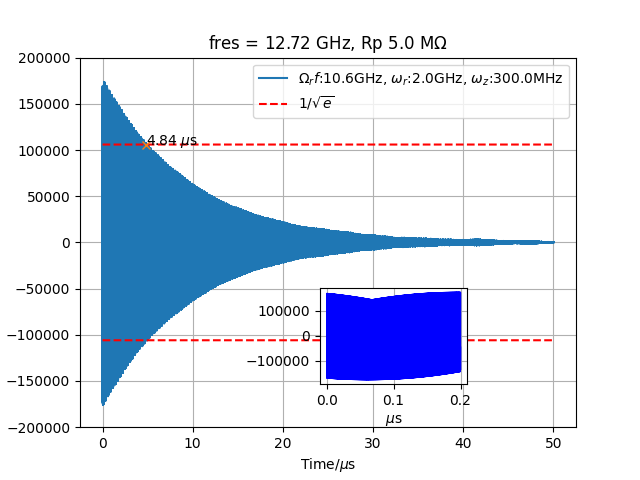 fres = 12.72 GHz, Rp 5.0 MΩ
200000
150000
100000
50000
0
−50000
−100000
−150000
−200000
Ω_rf:10.6GHz, ω_r:2.0GHz, ω_z:300.0MHz
1/√e
4.84 μs
100000
0
−100000
0.0 0.1 0.2
μs
0 10 20 30 40 50
Time/μs